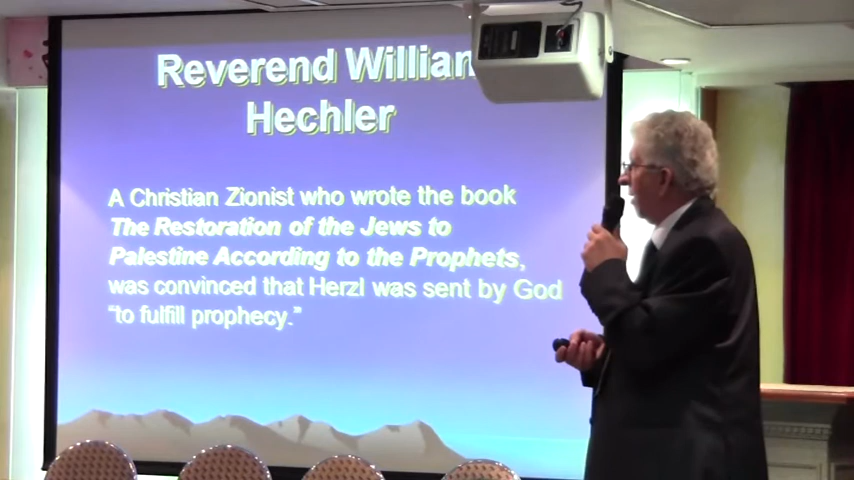 Reverend William
Hechler
A Christian Zionist who wrote the book
The Restoration of the Jews to
Palestine According to the Prophets,
was convinced that Herzl was sent by God
"to fulfill prophecy."